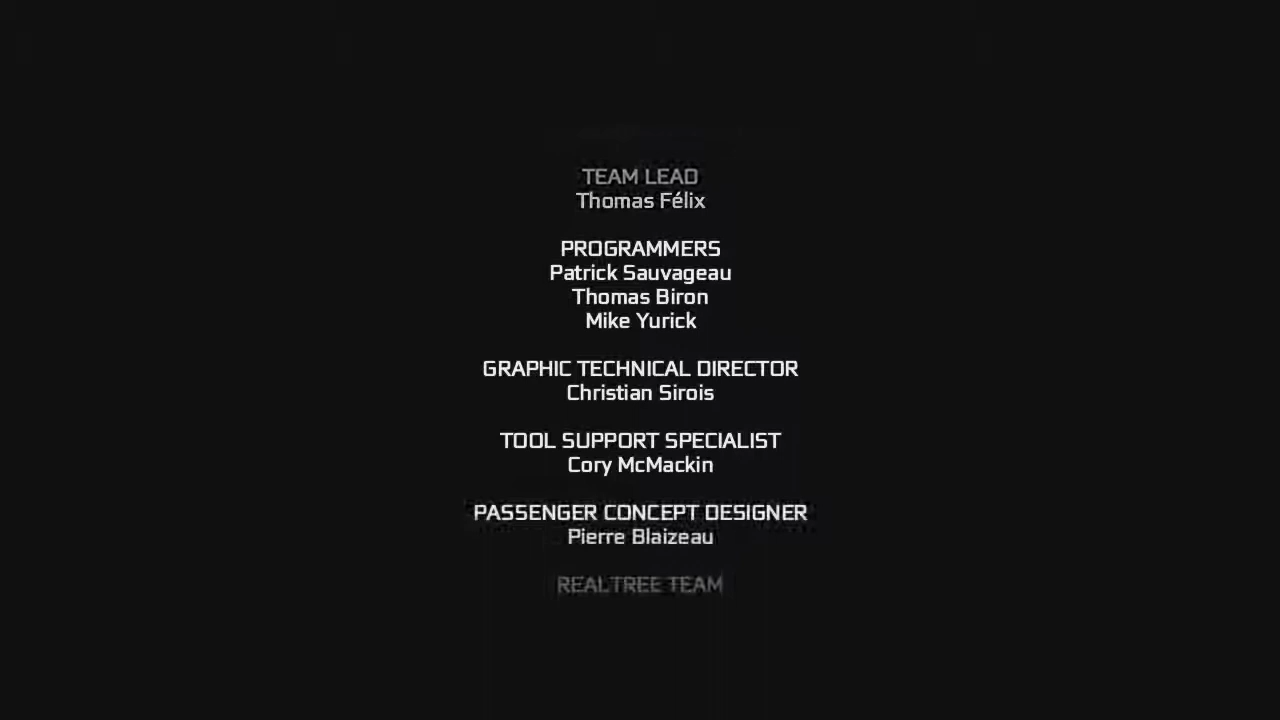 TEAM LEAD
Thomas Félix
PROGRAMMERS
Patrick Sauvageau
Thomas Biron
Mike Yurick
GRAPHIC TECHNICAL DIRECTOR
Christian Sirois
TOOL SUPPORT SPECIALIST
Cory McMackin
PASSENGER CONCEPT DESIGNER
Pierre Blaizeau
REALTREE TEAM